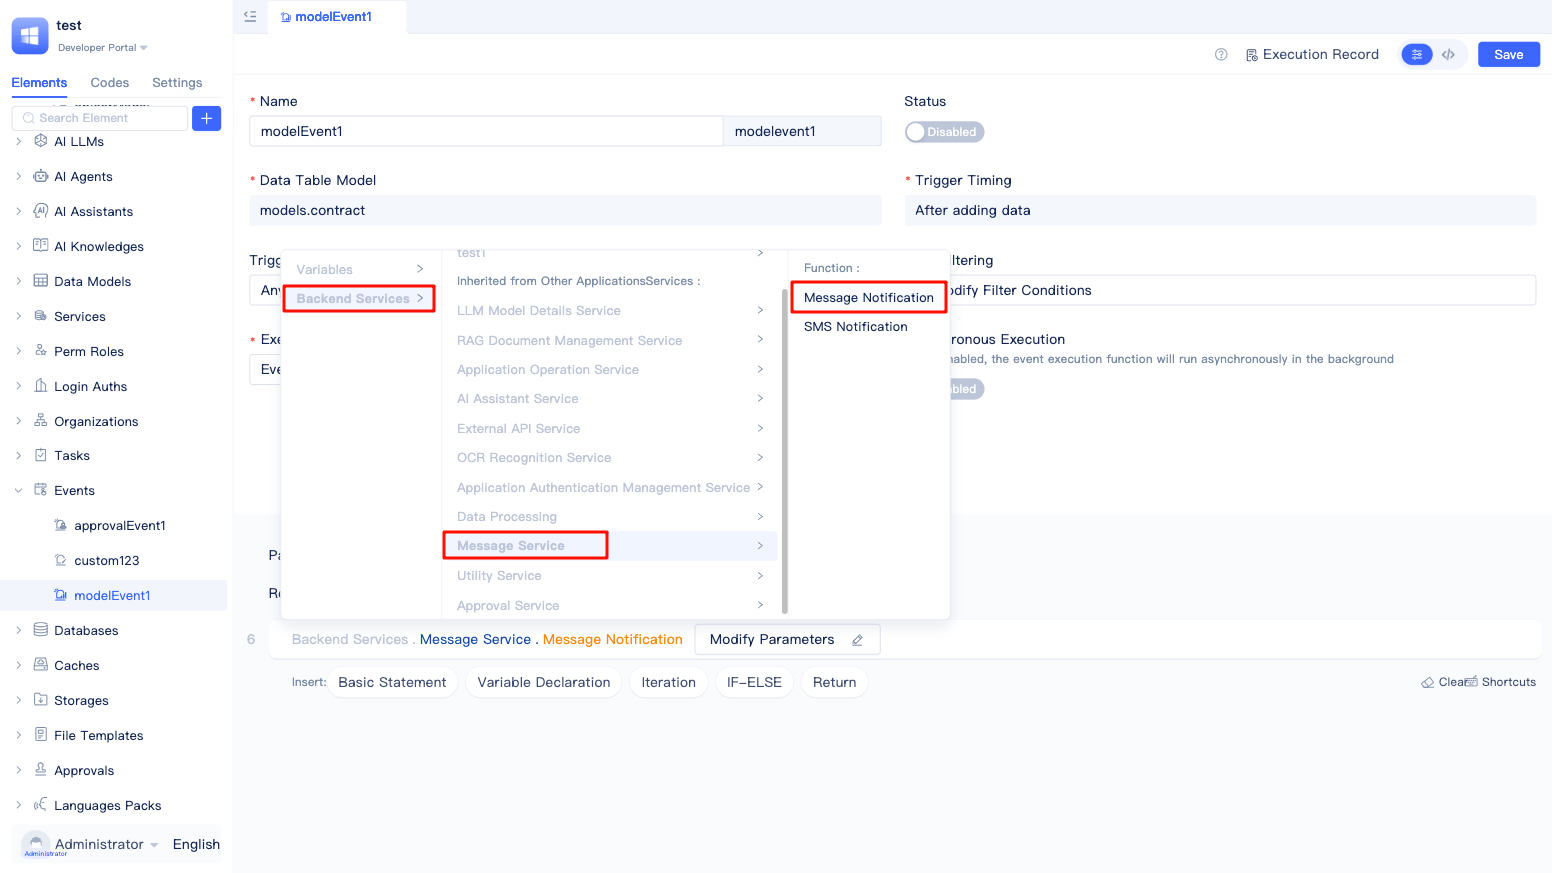 test
Developer Portal
Elements Codes Settings
Search Element
AI LLMs
AI Agents
AI Assistants
AI Knowledges
Data Models
Services
Perm Roles
Login Auths
Organizations
Tasks
Events
approvalEvent1
custom123
modelEvent1
Databases
Caches
Storages
File Templates
Approvals
Languages Packs
Administrator English
Administrator
modelEvent1
Execution Record
Save
* Name
modelEvent1 modelevent1
Status
Disabled
* Data Table Model
models.contract
* Trigger Timing
After adding data
Trigg
Any
ltering
odify Filter Conditions
* Exe
Eve
ronous Execution
nabled, the event execution function will run asynchronously in the background
bled
Variables
Backend Services
test1
Inherited from Other ApplicationsServices :
LLM Model Details Service
RAG Document Management Service
Application Operation Service
AI Assistant Service
External API Service
OCR Recognition Service
Application Authentication Management Service
Data Processing
Message Service
Utility Service
Approval Service
Function :
Message Notification
SMS Notification
Pa
Re
6 Backend Services . Message Service . Message Notification Modify Parameters
Insert: Basic Statement Variable Declaration Iteration IF-ELSE Return
Clear Shortcuts